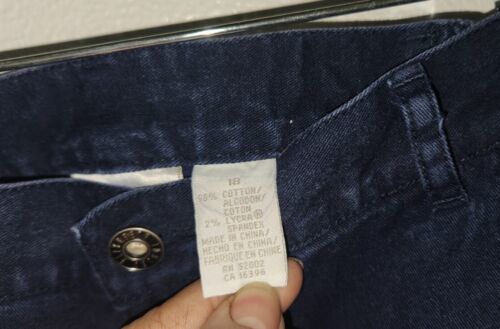 18
98% COTTON/
ALGODON/
COTON
2% LYCRA®
SPANDEX
MADE IN CHINA/
HECHO EN CHINA/
FABRIQUE EN CHINE
RN 52002
CA 16396